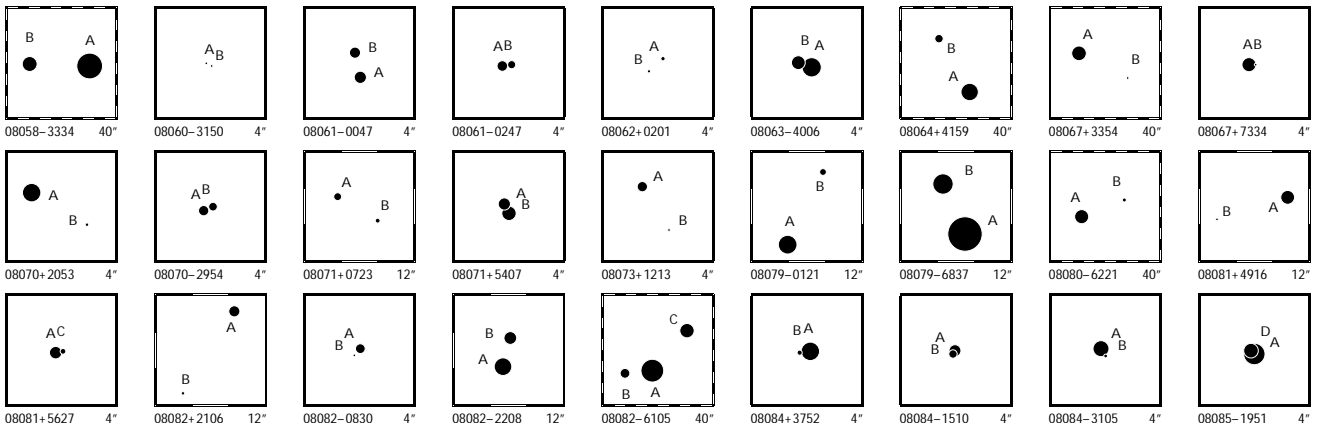 B A
08058−3334 40″
A B
08060−3150 4″
B
A
08061−0047 4″
A B
08061−0247 4″
A
B
08062+0201 4″
B A
08063−4006 4″
B
A
08064+4159 40″
A
B
08067+3354 40″
A B
08067+7334 4″
A
B
08070+2053 4″
A B
08070−2954 4″
A
B
08071+0723 12″
A
B
08071+5407 4″
A
B
08073+1213 4″
B
A
08079−0121 12″
B
A
08079−6837 12″
B
A
08080−6221 40″
A
B
08081+4916 12″
A C
08081+5627 4″
A
B
08082+2106 12″
A
B
08082−0830 4″
B
A
08082−2208 12″
C
B A
08082−6105 40″
B A
08084+3752 4″
A
B
08084−1510 4″
A
B
08084−3105 4″
D
A
08085−1951 4″